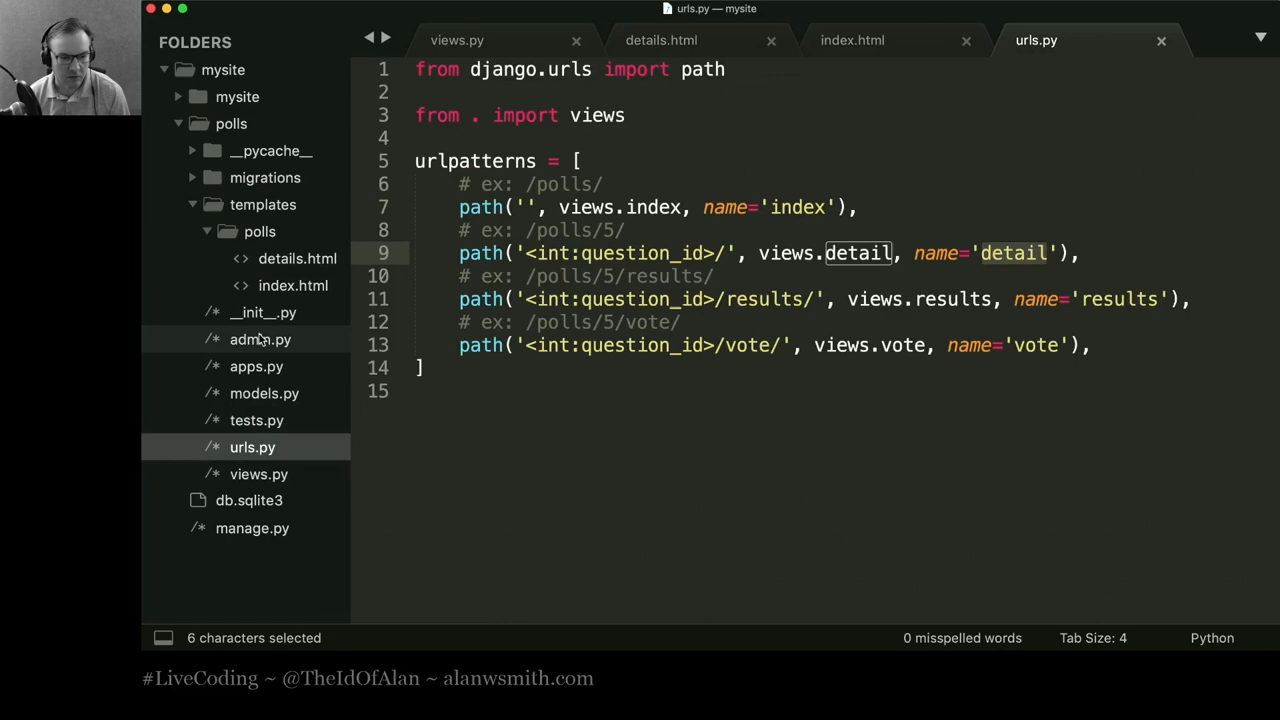 urls.py — mysite
FOLDERS
mysite
mysite
polls
__pycache__
migrations
templates
polls
<> details.html
<> index.html
/* __init__.py
/* admin.py
/* apps.py
/* models.py
/* tests.py
/* urls.py
/* views.py
db.sqlite3
/* manage.py
views.py
details.html
index.html
urls.py
1 from django.urls import path
2
3 from . import views
4
5 urlpatterns = [
6 # ex: /polls/
7 path('', views.index, name='index'),
8 # ex: /polls/5/
9 path('<int:question_id>/', views.detail, name='detail'),
10 # ex: /polls/5/results/
11 path('<int:question_id>/results/', views.results, name='results'),
12 # ex: /polls/5/vote/
13 path('<int:question_id>/vote/', views.vote, name='vote'),
14 ]
15
6 characters selected
0 misspelled words
Tab Size: 4
Python
#LiveCoding ~ @TheIdOfAlan ~ alanwsmith.com